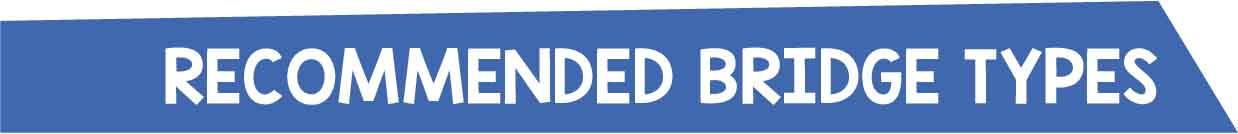 RECOMMENDED BRIDGE TYPES